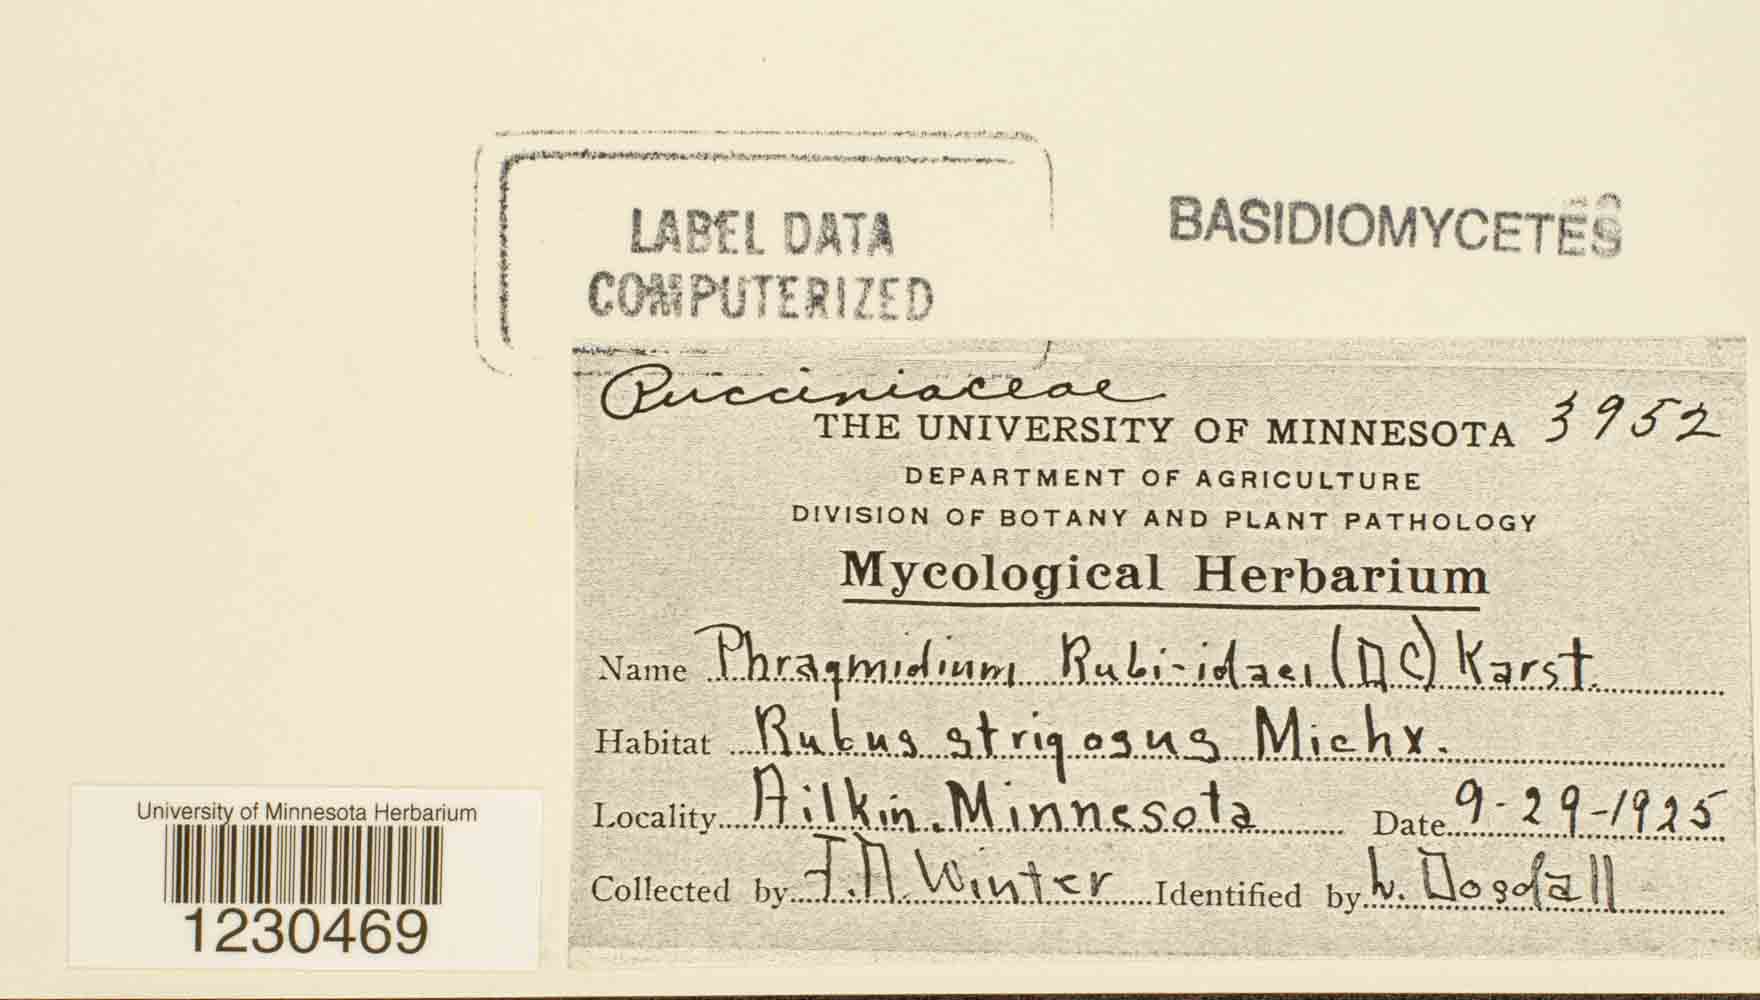 LABEL DATA
COMPUTERIZED
BASIDIOMYCETES
Pucciniaceae
3952
THE UNIVERSITY OF MINNESOTA
DEPARTMENT OF AGRICULTURE
DIVISION OF BOTANY AND PLANT PATHOLOGY
Mycological Herbarium
Name Phragmidium Rubi-idaei (DC) Karst.
Habitat Rubus strigosus Michx.
Locality Aitkin. Minnesota Date 9-29-1925
Collected by J.D. Winter Identified by L. Dosdall
University of Minnesota Herbarium
1230469